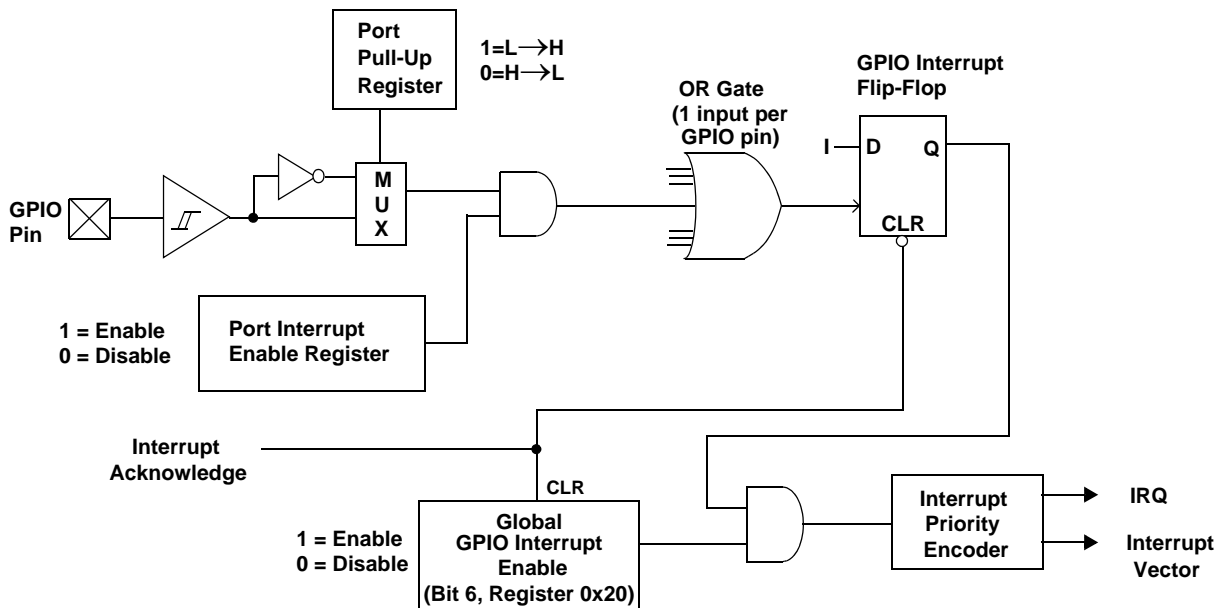 Port
Pull-Up
Register
1=L→H
0=H→L
GPIO Interrupt
Flip-Flop
OR Gate
(1 input per
GPIO pin)
I
D
Q
CLR
M
U
X
GPIO
Pin
1 = Enable
0 = Disable
Port Interrupt
Enable Register
Interrupt
Acknowledge
CLR
1 = Enable
0 = Disable
Global
GPIO Interrupt
Enable
(Bit 6, Register 0x20)
Interrupt
Priority
Encoder
IRQ
Interrupt
Vector